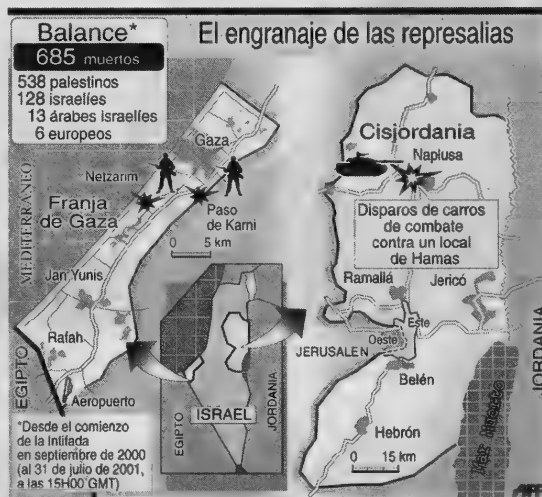 Balance*
685 muertos
538 palestinos
128 israelíes
13 árabes israelíes
6 europeos
El engranaje de las represalias
MEDITERRANEO
Gaza
Netzarim
Franja
de Gaza
Paso
de Karni
0 5 km
Jan Yunis
Rafah
EGIPTO
Aeropuerto
*Desde el comienzo
de la Intifada
en septiembre de 2000
(al 31 de julio de 2001,
a las 15H00 GMT)
ISRAEL
EGIPTO
JORDANIA
Cisjordania
Naplusa
Disparos de carros
de combate
contra un local
de Hamas
Ramallá
Jericó
Este
Oeste
JERUSALEN
Belén
Hebrón
0 15 km
Mar Muerto
JORDANIA